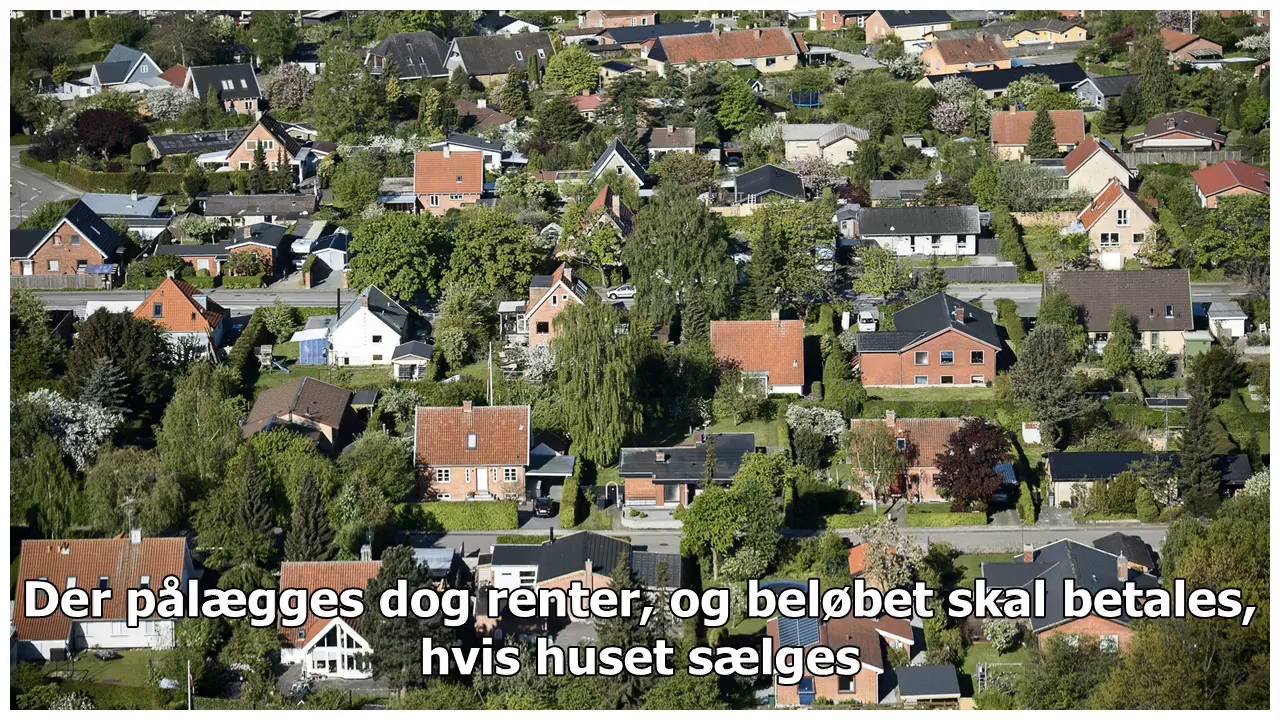 Der pålægges dog renter, og beløbet skal betales,
hvis huset sælges